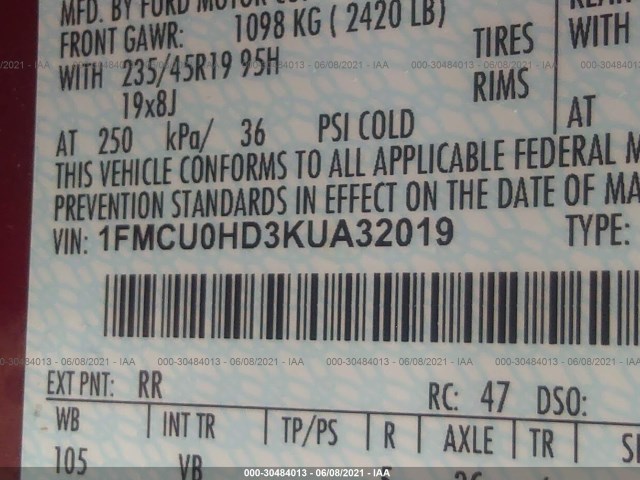 MFD. BY FORD MOTOR CO
FRONT GAWR: 1098 KG ( 2420 LB)
WITH 235/45R19 95H TIRES WITH
19x8J RIMS
AT 250 kPa/ 36 PSI COLD AT
THIS VEHICLE CONFORMS TO ALL APPLICABLE FEDERAL M
PREVENTION STANDARDS IN EFFECT ON THE DATE OF MA
VIN: 1FMCU0HD3KUA32019 TYPE:
000-30484013 - 06/08/2021 - IAA
EXT PNT: RR RC: 47 DSO:
WB INT TR TP/PS R AXLE TR
105 VB
000-30484013 - 06/08/2021 - IAA